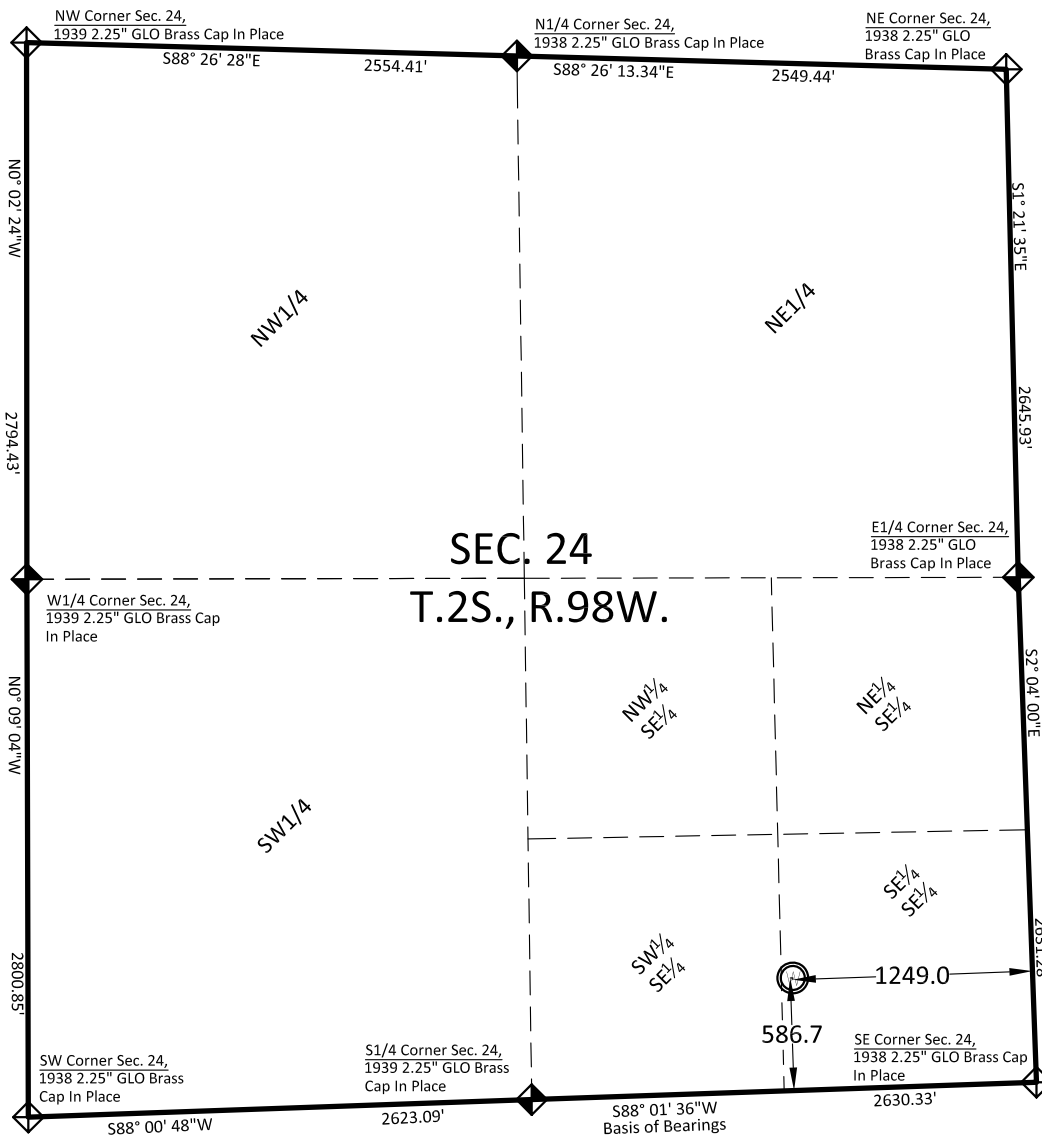 NW Corner Sec. 24,
1939 2.25" GLO Brass Cap In Place
N1/4 Corner Sec. 24,
1938 2.25" GLO Brass Cap In Place
NE Corner Sec. 24,
1938 2.25" GLO
Brass Cap In Place
S88° 26' 28"E
2554.41'
S88° 26' 13.34"E
2549.44'
N0° 02' 24"W
2794.43'
S1° 21' 35"E
2645.93'
NW1/4
NE1/4
SEC. 24
T.2S., R.98W.
E1/4 Corner Sec. 24,
1938 2.25" GLO
Brass Cap In Place
W1/4 Corner Sec. 24,
1939 2.25" GLO Brass Cap
In Place
N0° 09' 04"W
2800.85'
S2° 04' 00"E
NW1/4
SE1/4
NE1/4
SE1/4
SW1/4
SE1/4
SE1/4
SW1/4
SE1/4
1249.0
586.7
SW Corner Sec. 24,
1938 2.25" GLO Brass
Cap In Place
S1/4 Corner Sec. 24,
1939 2.25" GLO Brass
Cap In Place
SE Corner Sec. 24,
1938 2.25" GLO Brass Cap
In Place
S88° 00' 48"W
2623.09'
S88° 01' 36"W
Basis of Bearings
2630.33'